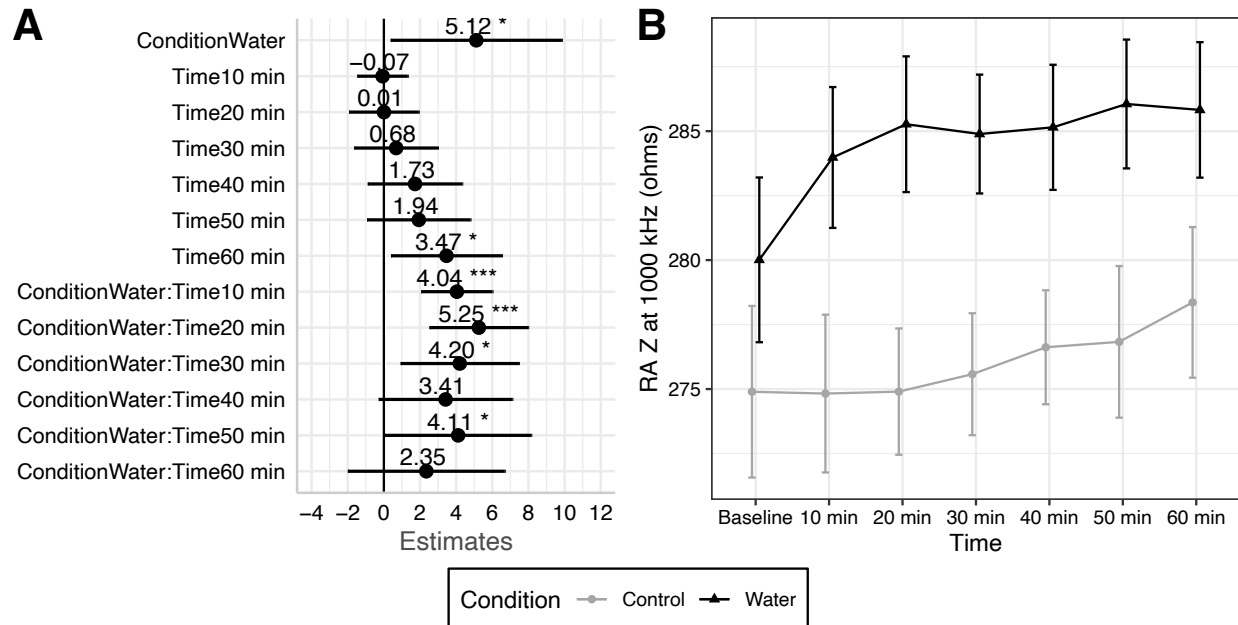 A
ConditionWater
5.12 *
Time10 min
−0.07
Time20 min
0.01
Time30 min
0.68
Time40 min
1.73
Time50 min
1.94
Time60 min
3.47 *
ConditionWater:Time10 min
4.04 ***
ConditionWater:Time20 min
5.25 ***
ConditionWater:Time30 min
4.20 *
ConditionWater:Time40 min
3.41
ConditionWater:Time50 min
4.11 *
ConditionWater:Time60 min
2.35
−4 −2 0 2 4 6 8 10 12
Estimates
B
RA Z at 1000 kHz (ohms)
285
280
275
Baseline 10 min 20 min 30 min 40 min 50 min 60 min
Time
Condition Control Water